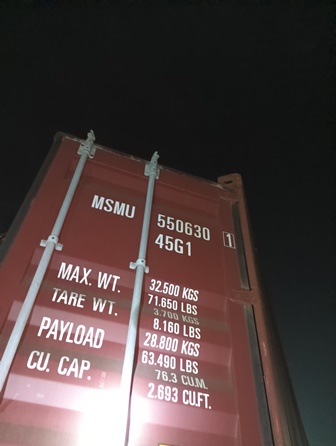 MSMU 550630 1
45G1
MAX. WT. 32.500 KGS
71.650 LBS
TARE WT. 3.700 KGS
8.160 LBS
PAYLOAD 28.800 KGS
63.490 LBS
CU. CAP. 76.3 CU.M.
2.693 CU.FT.